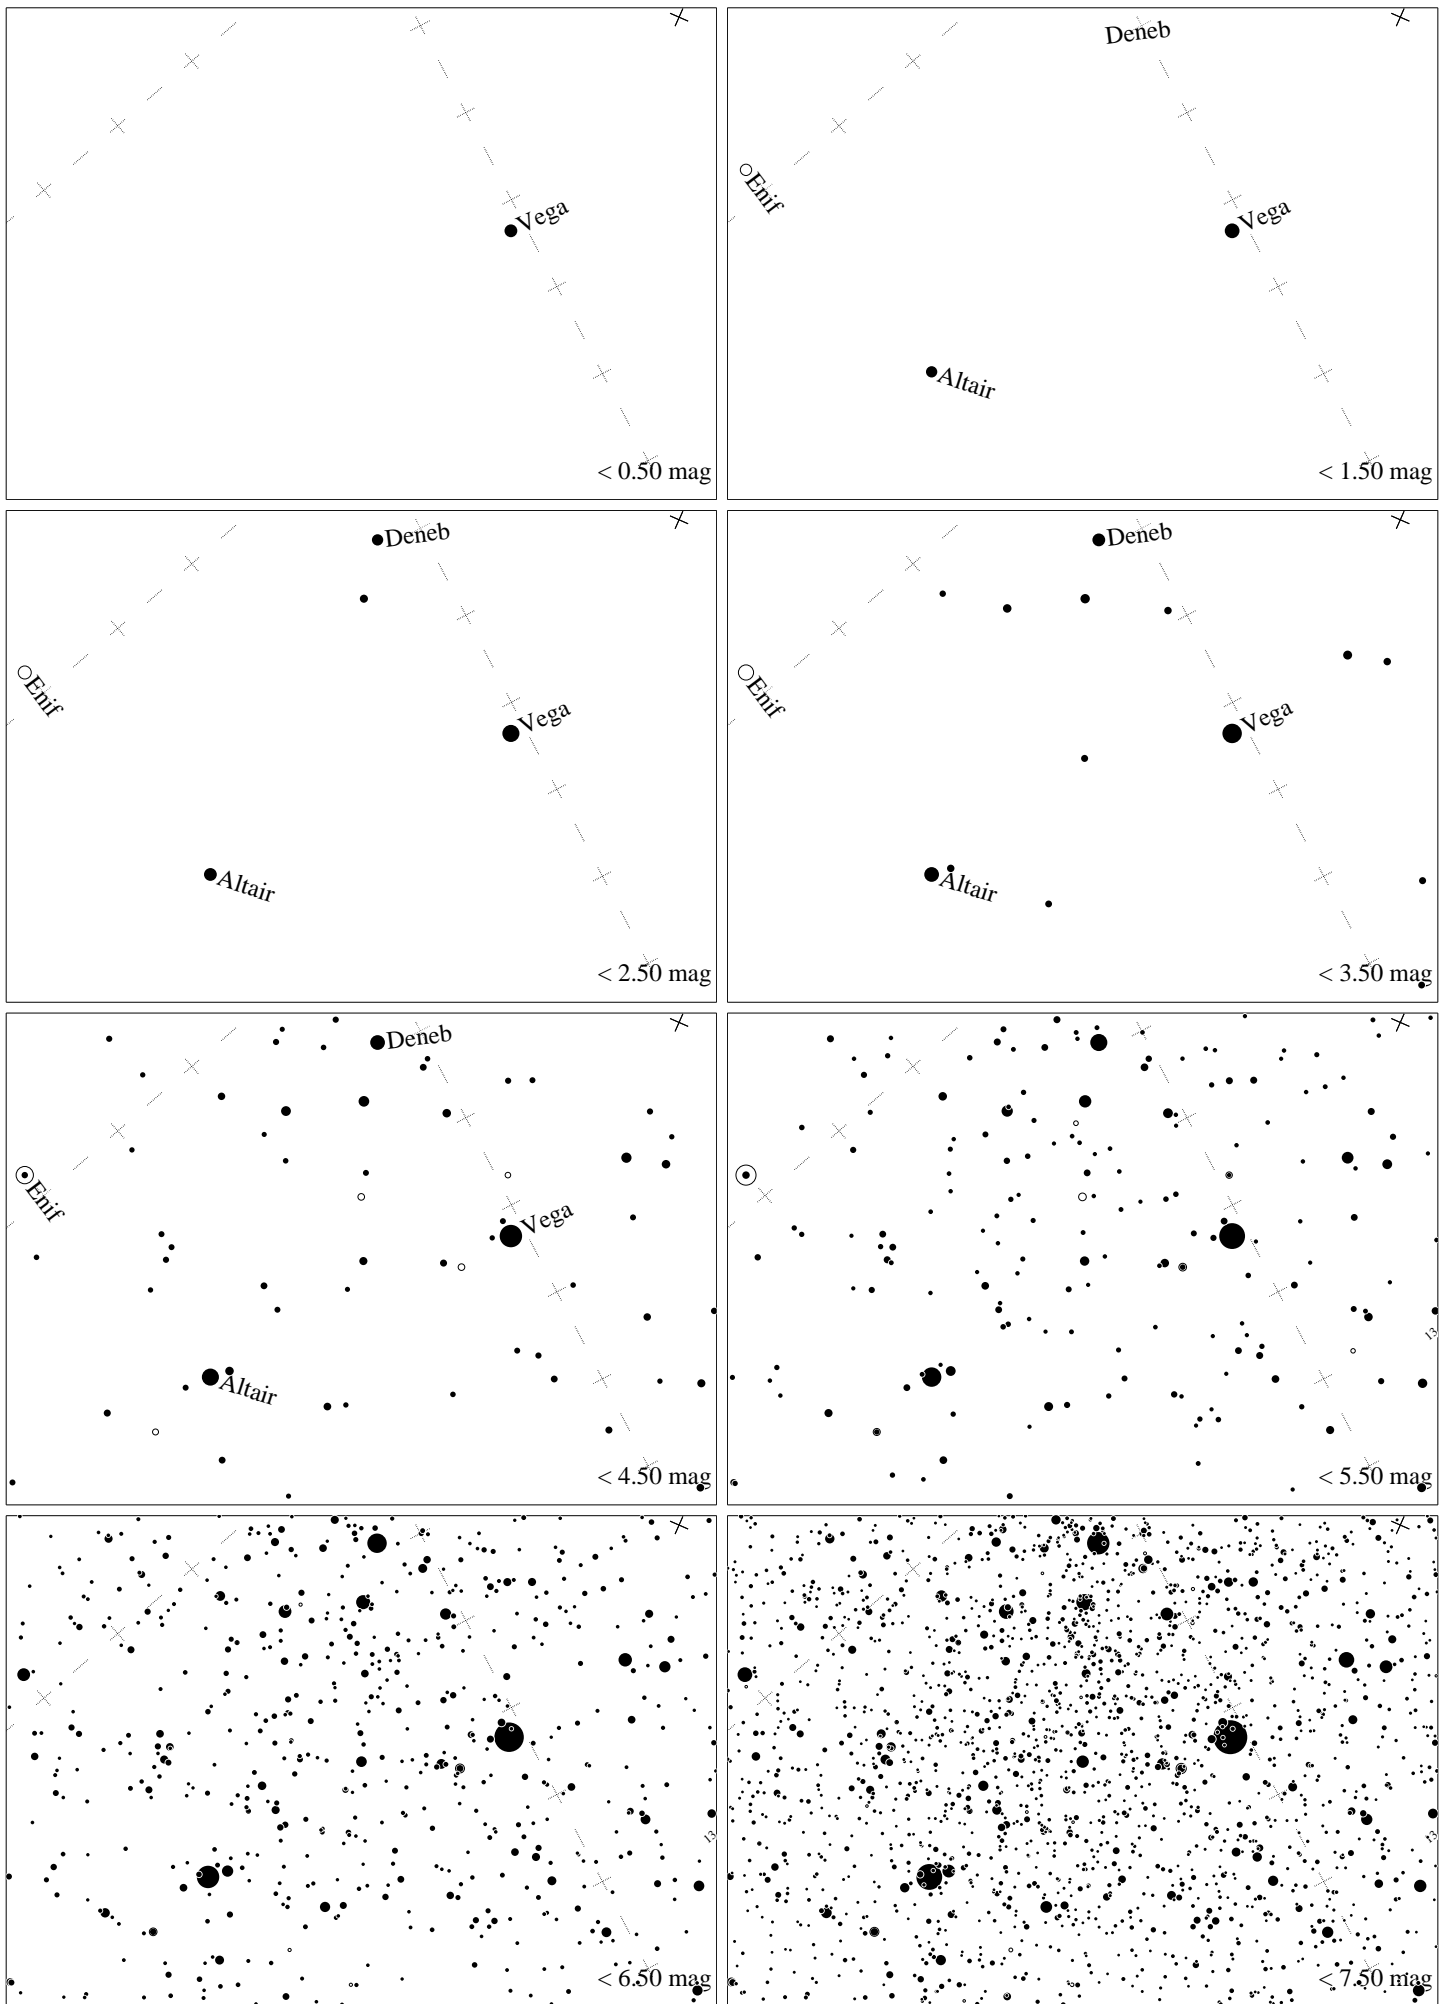 Vega
< 0.50 mag
Deneb
Enif
Vega
Altair
< 1.50 mag
Deneb
Enif
Vega
Altair
< 2.50 mag
Deneb
Enif
Vega
Altair
< 3.50 mag
Deneb
Enif
Vega
Altair
< 4.50 mag
13
< 5.50 mag
13
< 6.50 mag
13
< 7.50 mag